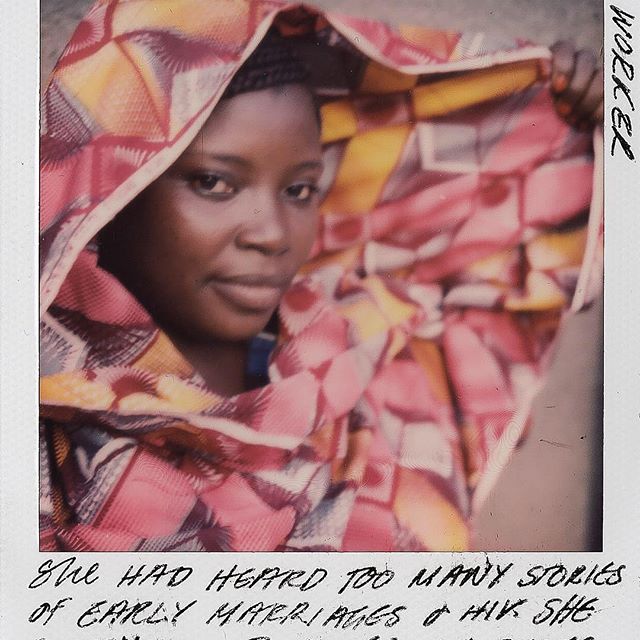 WORKER
She HAD HEARD TOO MANY STORIES
OF EARLY MARRIAGES & HIV. SHE